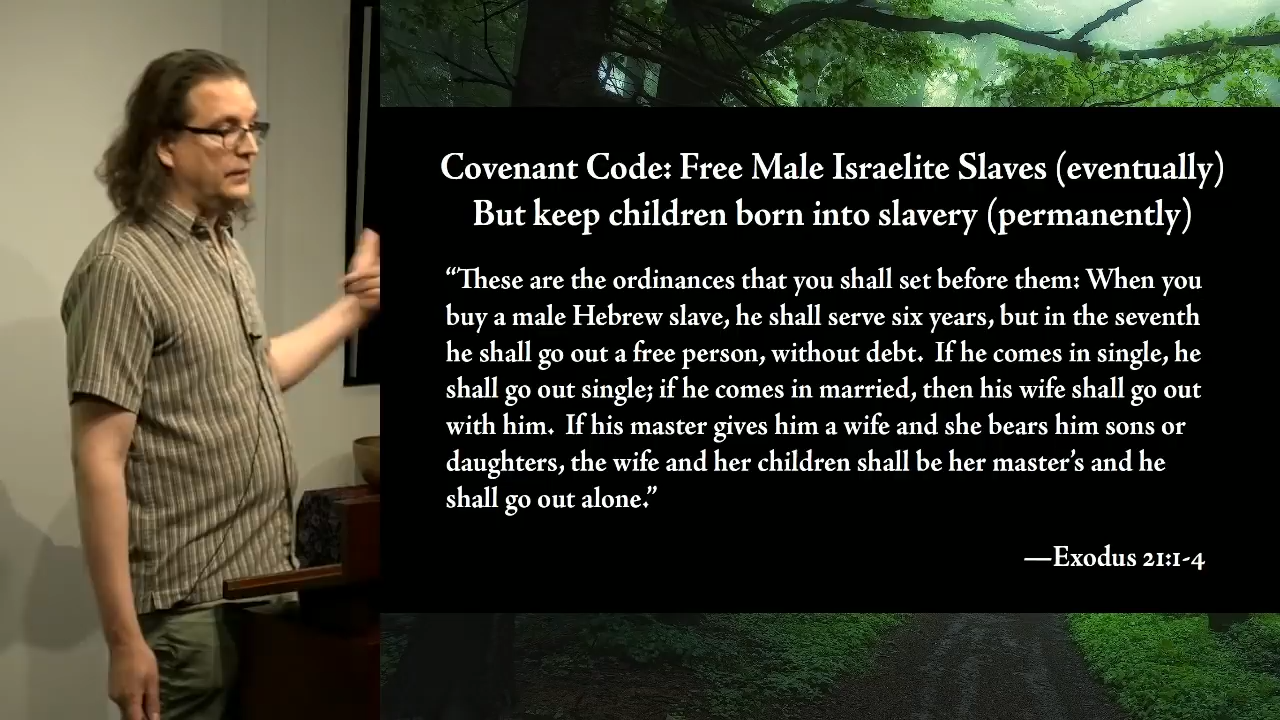 Covenant Code: Free Male Israelite Slaves (eventually)
But keep children born into slavery (permanently)
“These are the ordinances that you shall set before them: When you
buy a male Hebrew slave, he shall serve six years, but in the seventh
he shall go out a free person, without debt.  If he comes in single, he
shall go out single; if he comes in married, then his wife shall go out
with him.  If his master gives him a wife and she bears him sons or
daughters, the wife and her children shall be her master’s and he
shall go out alone.”
—Exodus 21:1-4